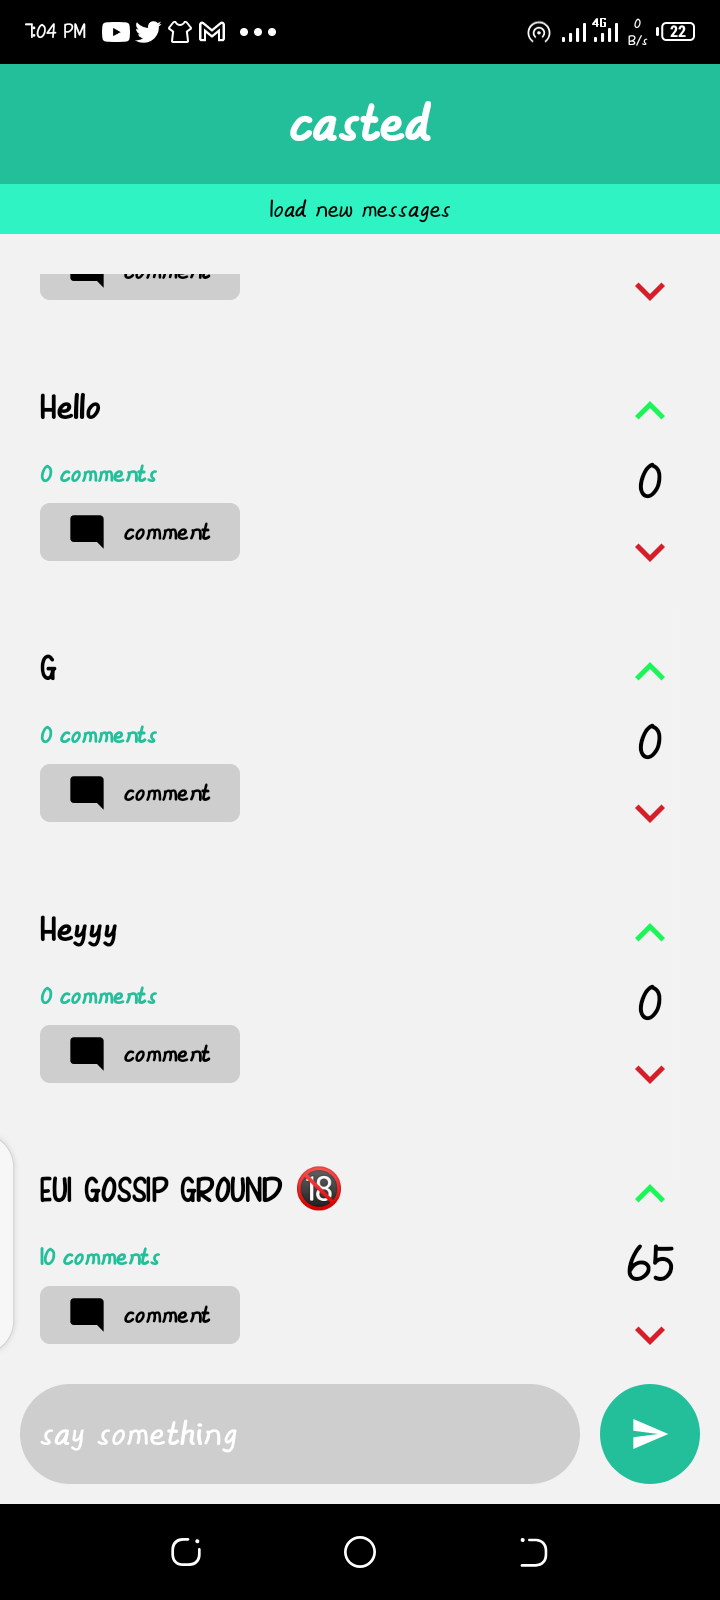 7:04 PM
4G
0
B/s
22
casted
load new messages
comment
Hello
0 comments
0
comment
G
0 comments
0
comment
Heyyy
0 comments
0
comment
EUI GOSSIP GROUND 🔞
10 comments
65
comment
say something